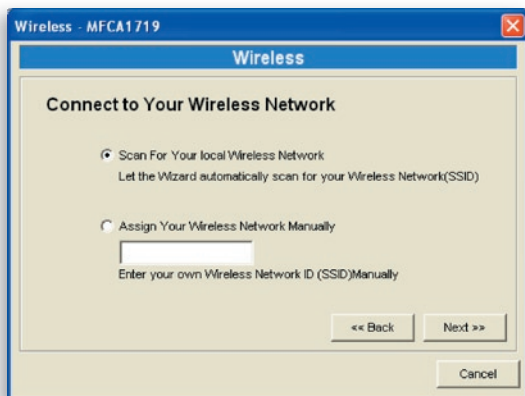 Wireless - MFCA1719
Wireless
Connect to Your Wireless Network
Scan For Your local Wireless Network
Let the Wizard automatically scan for your Wireless Network(SSID)
Assign Your Wireless Network Manually
Enter your own Wireless Network ID (SSID)Manually
<< Back
Next >>
Cancel